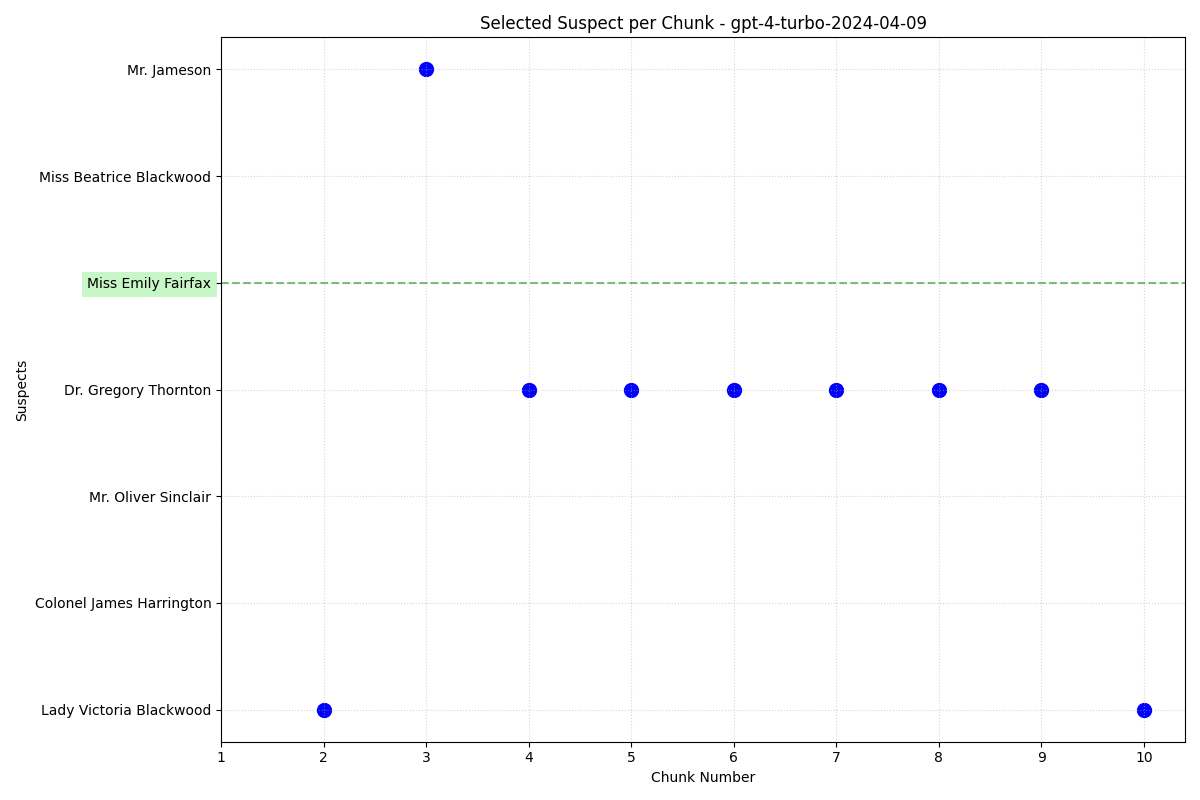 Selected Suspect per Chunk - gpt-4-turbo-2024-04-09
Mr. Jameson
Miss Beatrice Blackwood
Miss Emily Fairfax
Dr. Gregory Thornton
Mr. Oliver Sinclair
Colonel James Harrington
Lady Victoria Blackwood
Suspects
1 2 3 4 5 6 7 8 9 10
Chunk Number